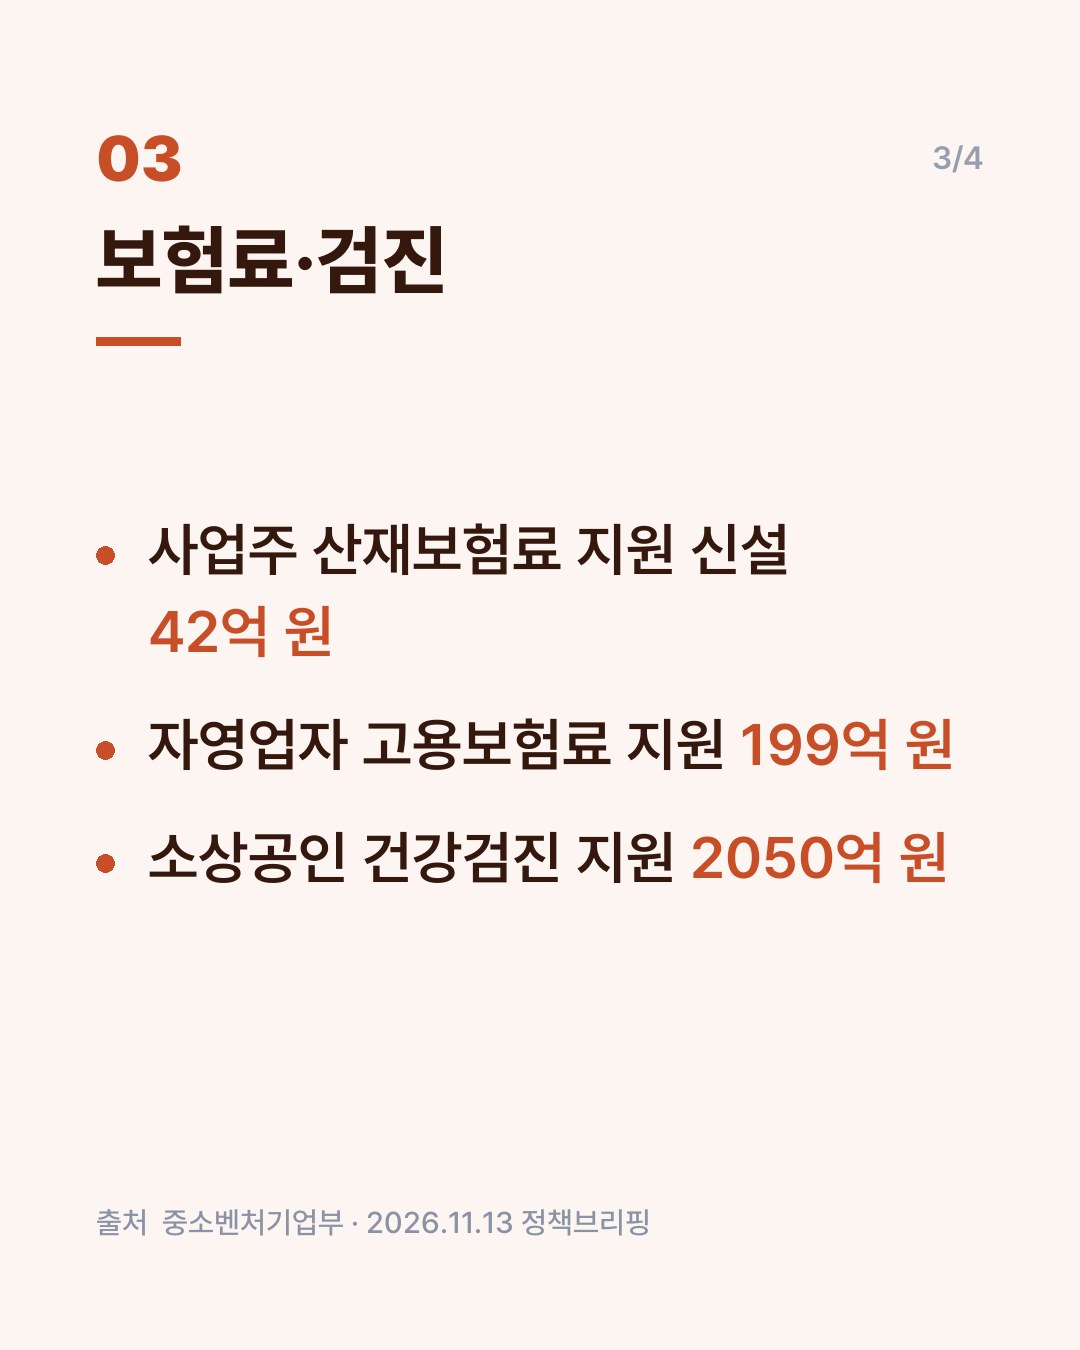 03
3/4
보험료·검진
사업주 산재보험료 지원 신설
42억 원
자영업자 고용보험료 지원 199억 원
소상공인 건강검진 지원 2050억 원
출처 중소벤처기업부 · 2026.11.13 정책브리핑